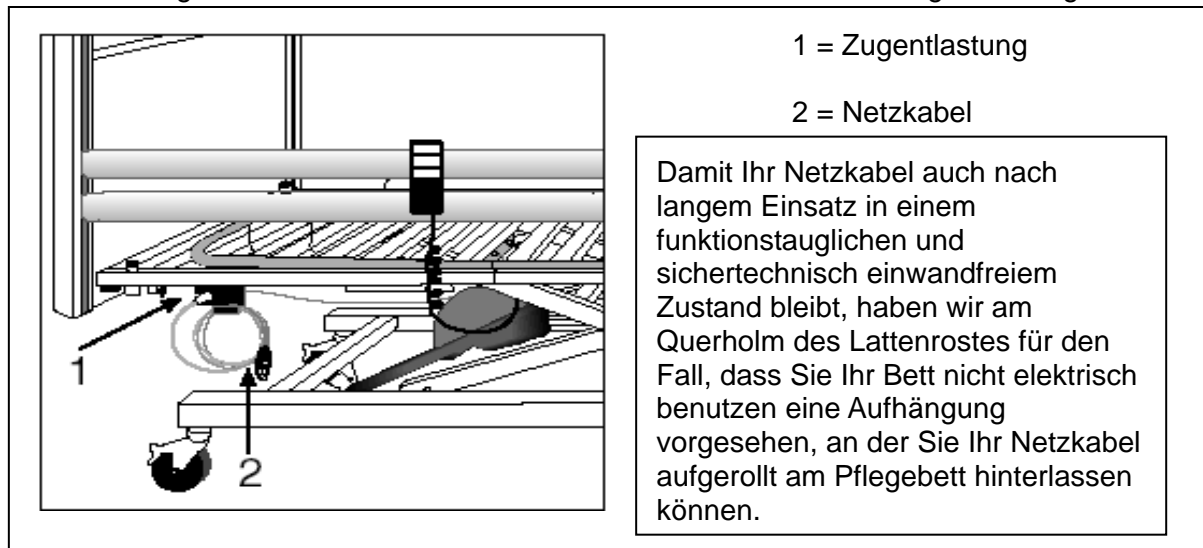 1 = Zugentlastung
2 = Netzkabel
Damit Ihr Netzkabel auch nach
langem Einsatz in einem
funktionstauglichen und
sichertechnisch einwandfreiem
Zustand bleibt, haben wir am
Querholm des Lattenrostes für den
Fall, dass Sie Ihr Bett nicht elektrisch
benutzen eine Aufhängung
vorgesehen, an der Sie Ihr Netzkabel
aufgerollt am Pflegebett hinterlassen
können.
1
2